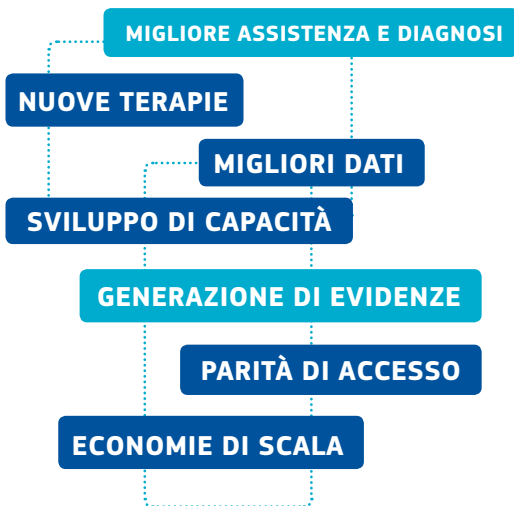 MIGLIORE ASSISTENZA E DIAGNOSI
NUOVE TERAPIE
MIGLIORI DATI
SVILUPPO DI CAPACITÀ
GENERAZIONE DI EVIDENZE
PARITÀ DI ACCESSO
ECONOMIE DI SCALA